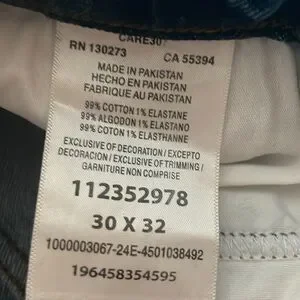 CARE30
RN 130273 CA 55394
MADE IN PAKISTAN
HECHO EN PAKISTAN
FABRIQUE AU PAKISTAN
99% COTTON 1% ELASTANE
99% ALGODON 1% ELASTANO
99% COTON 1% ELASTHANNE
EXCLUSIVE OF DECORATION / EXCEPTO
DECORACION / EXCLUSION OF TRIMMING /
GARNITURE NON COMPRISE
112352978
30 X 32
1000003067-24E-4501038492
196458354595